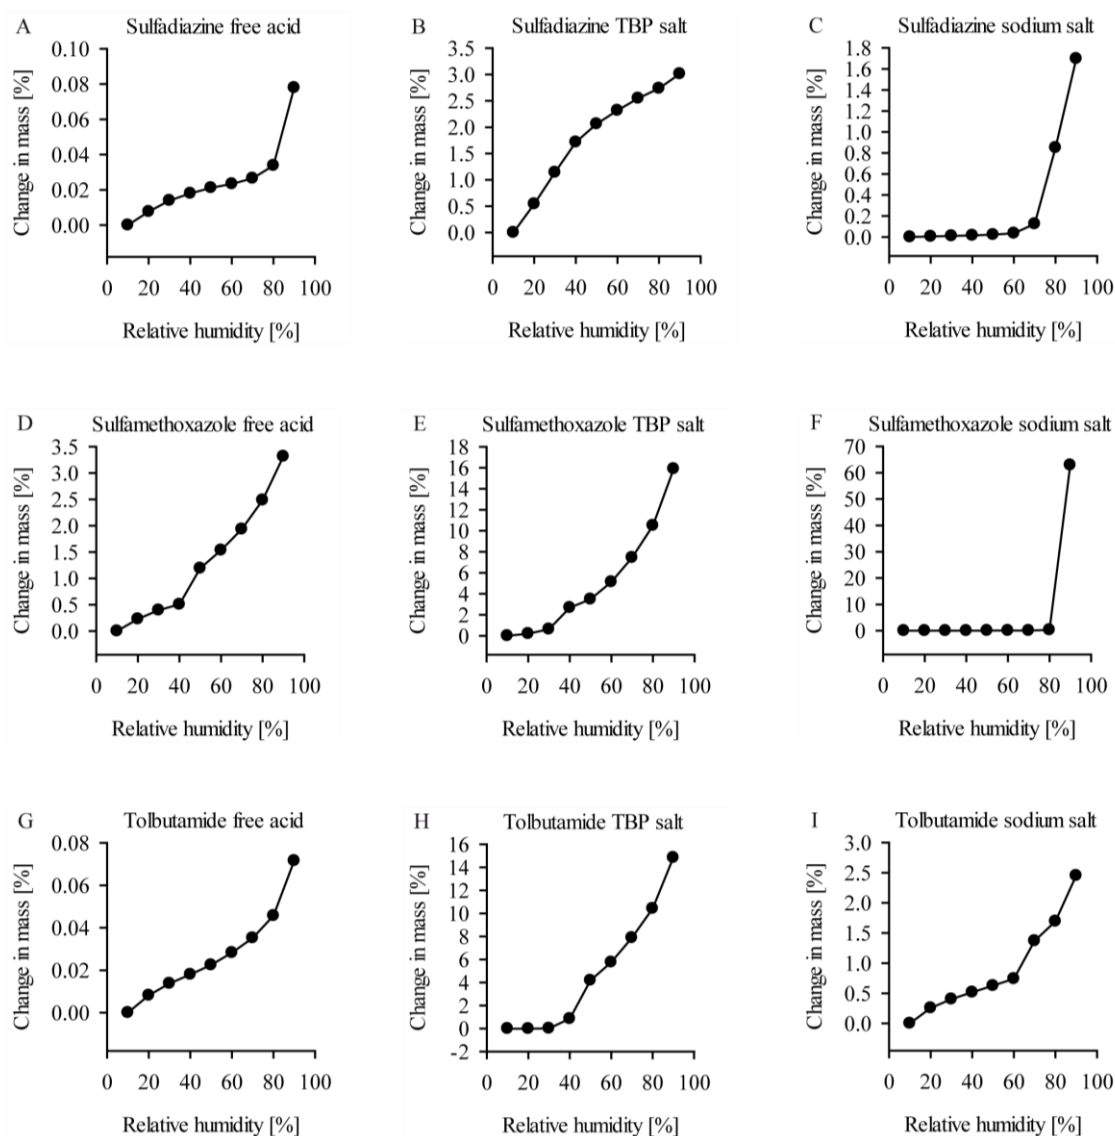 A Sulfadiazine free acid
Change in mass [%]
0.10
0.08
0.06
0.04
0.02
0.00
0 20 40 60 80 100
Relative humidity [%]
B Sulfadiazine TBP salt
Change in mass [%]
3.5
3.0
2.5
2.0
1.5
1.0
0.5
0.0
0 20 40 60 80 100
Relative humidity [%]
C Sulfadiazine sodium salt
Change in mass [%]
1.8
1.6
1.4
1.2
1.0
0.8
0.6
0.4
0.2
0.0
0 20 40 60 80 100
Relative humidity [%]
D Sulfamethoxazole free acid
Change in mass [%]
3.5
3.0
2.5
2.0
1.5
1.0
0.5
0.0
0 20 40 60 80 100
Relative humidity [%]
E Sulfamethoxazole TBP salt
Change in mass [%]
18
16
14
12
10
8
6
4
2
0
0 20 40 60 80 100
Relative humidity [%]
F Sulfamethoxazole sodium salt
Change in mass [%]
70
60
50
40
30
20
10
0
0 20 40 60 80 100
Relative humidity [%]
G Tolbutamide free acid
Change in mass [%]
0.08
0.06
0.04
0.02
0.00
0 20 40 60 80 100
Relative humidity [%]
H Tolbutamide TBP salt
Change in mass [%]
16
14
12
10
8
6
4
2
0
-2
0 20 40 60 80 100
Relative humidity [%]
I Tolbutamide sodium salt
Change in mass [%]
3.0
2.5
2.0
1.5
1.0
0.5
0.0
0 20 40 60 80 100
Relative humidity [%]